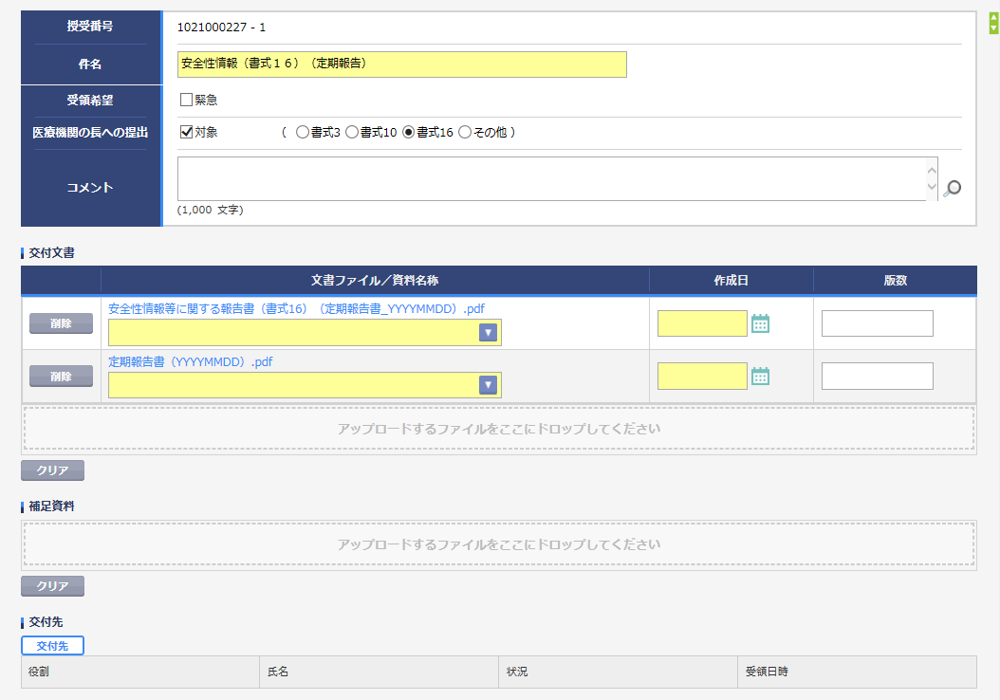 授受番号
1021000227 - 1
件名
安全性情報（書式１６）（定期報告）
受領希望
緊急
医療機関の長への提出
対象 （ 書式3 書式10 書式16 その他 ）
コメント
(1,000 文字)
交付文書
文書ファイル／資料名称 作成日 版数
削除
安全性情報等に関する報告書（書式16）（定期報告書_YYYYMMDD）.pdf
削除
定期報告書（YYYYMMDD）.pdf
アップロードするファイルをここにドロップしてください
クリア
補足資料
アップロードするファイルをここにドロップしてください
クリア
交付先
交付先
役割 氏名 状況 受領日時